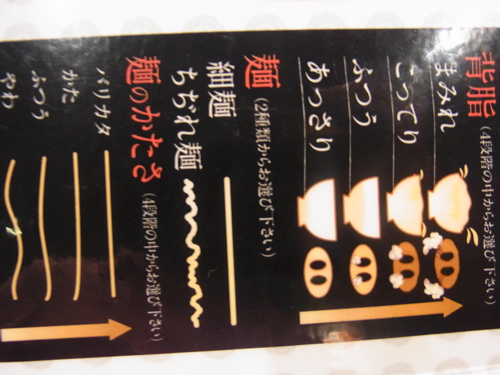 背脂
(4段階の中からお選び下さい)
まみれ
こってり
ふつう
あっさり
麺
(2種類からお選び下さい)
細麺
ちぢれ麺
麺のかたさ
(4段階の中からお選び下さい)
バリカタ
かた
ふつう
やわ